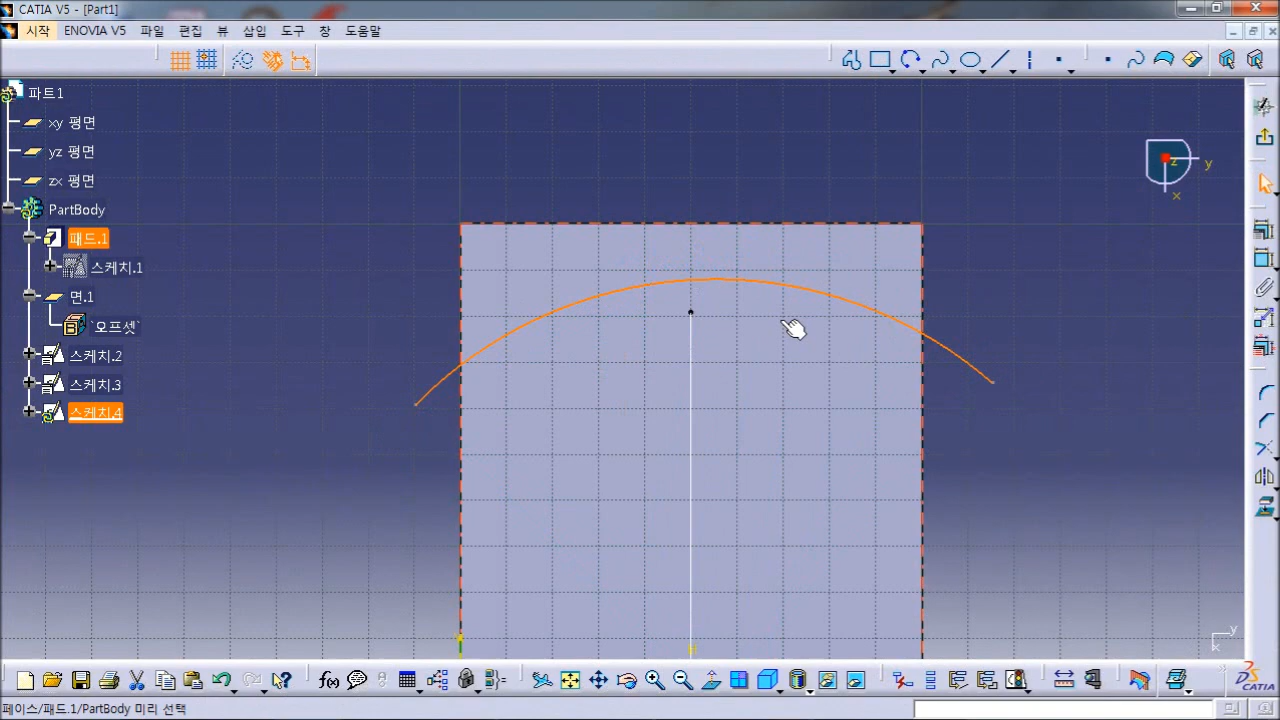 CATIA V5 - [Part1]
시작 ENOVIA V5 파일 편집 뷰 삽입 도구 창 도움말
파트1
xy 평면
yz 평면
zx 평면
PartBody
패드.1
스케치.1
면.1
오프셋`
스케치.2
스케치.3
스케치.4
z y
x
H
y
x
f(x)
CATIA
페이스/패드.1/PartBody 미리 선택